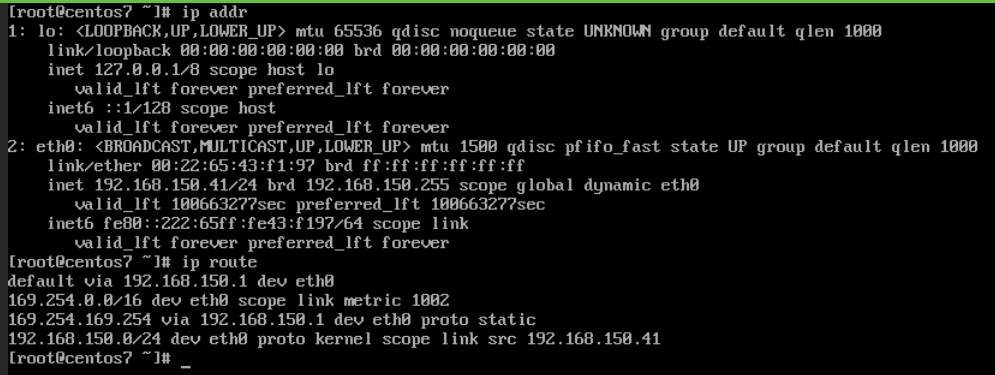 [root@centos7 ~]# ip addr
1: lo: <LOOPBACK,UP,LOWER_UP> mtu 65536 qdisc noqueue state UNKNOWN group default qlen 1000
    link/loopback 00:00:00:00:00:00 brd 00:00:00:00:00:00
    inet 127.0.0.1/8 scope host lo
       valid_lft forever preferred_lft forever
    inet6 ::1/128 scope host
       valid_lft forever preferred_lft forever
2: eth0: <BROADCAST,MULTICAST,UP,LOWER_UP> mtu 1500 qdisc pfifo_fast state UP group default qlen 1000
    link/ether 00:22:65:43:f1:97 brd ff:ff:ff:ff:ff:ff
    inet 192.168.150.41/24 brd 192.168.150.255 scope global dynamic eth0
       valid_lft 100663277sec preferred_lft 100663277sec
    inet6 fe80::222:65ff:fe43:f197/64 scope link
       valid_lft forever preferred_lft forever
[root@centos7 ~]# ip route
default via 192.168.150.1 dev eth0
169.254.0.0/16 dev eth0 scope link metric 1002
169.254.169.254 via 192.168.150.1 dev eth0 proto static
192.168.150.0/24 dev eth0 proto kernel scope link src 192.168.150.41
[root@centos7 ~]# _